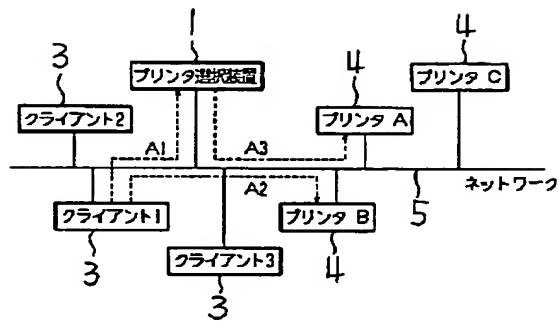 1
4
3
4
プリンタ選択装置
プリンタ C
クライアント2
プリンタ A
A1
A3
A2
ネットワーク
クライアント1
プリンタ B
5
3
クライアント3
4
3